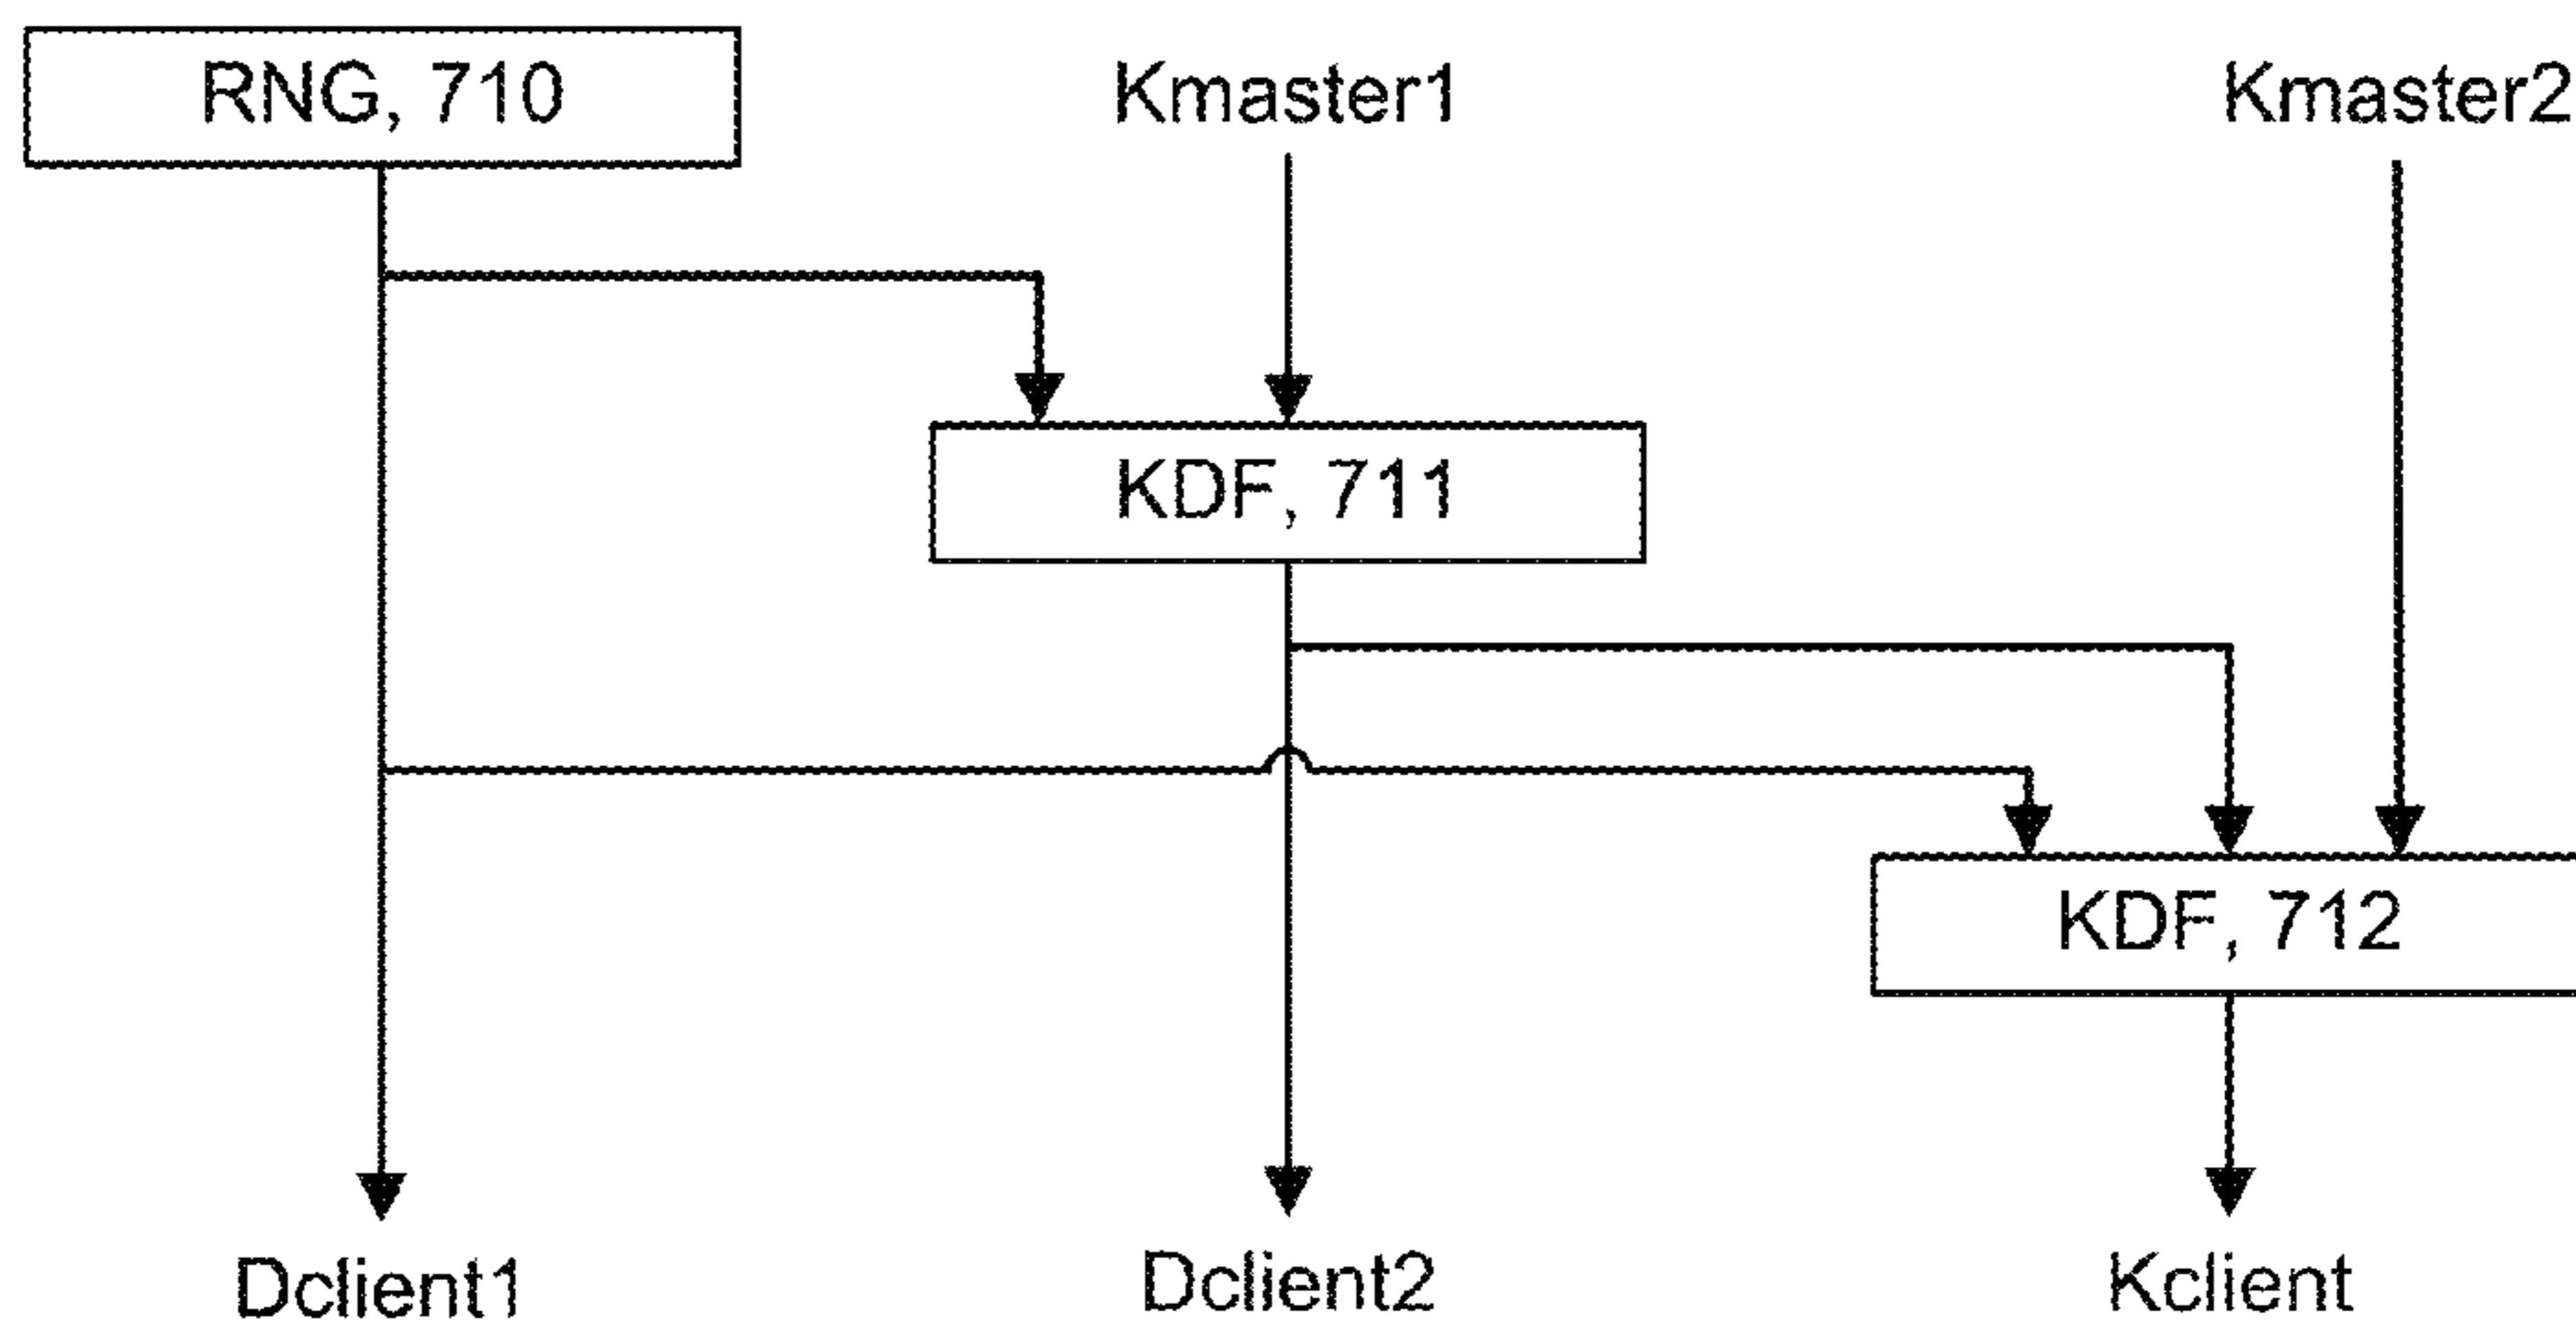 RNG, 710
Kmaster1
Kmaster2
KDF, 711
KDF, 712
Dclient1
Dclient2
Kclient